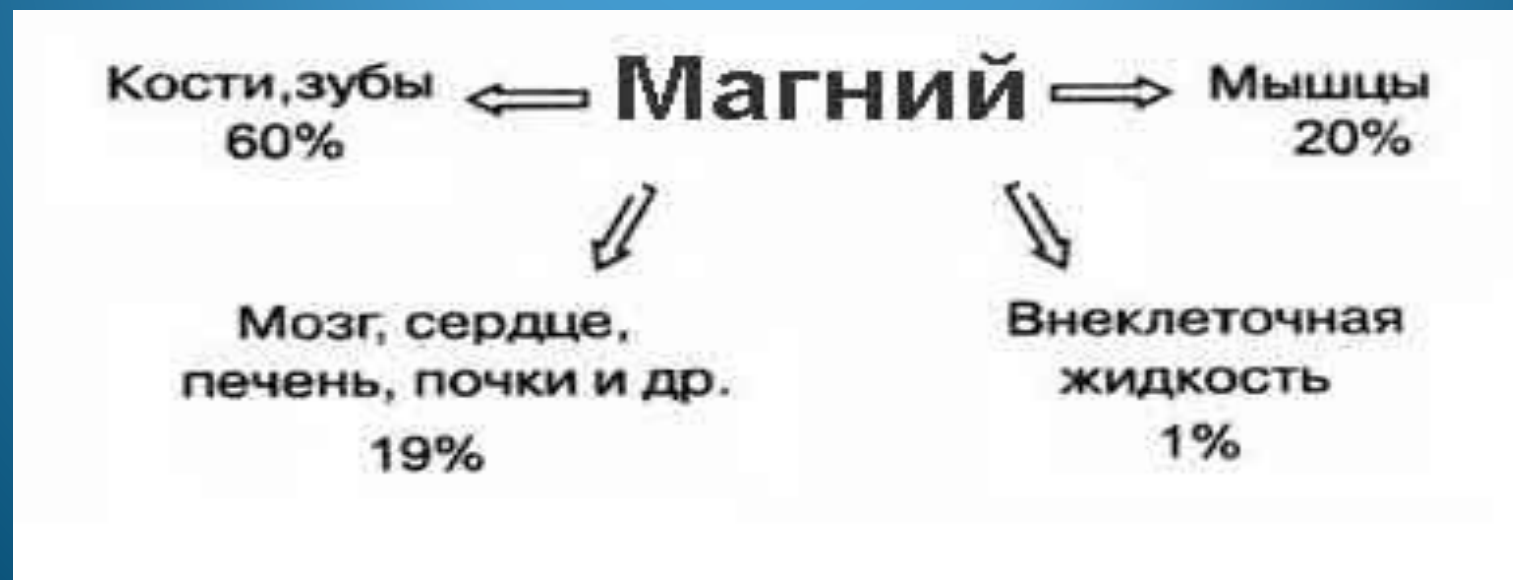 Магний
Кости,зубы
60%
Мышцы
20%
Мозг, сердце,
печень, почки и др.
19%
Внеклеточная
жидкость
1%